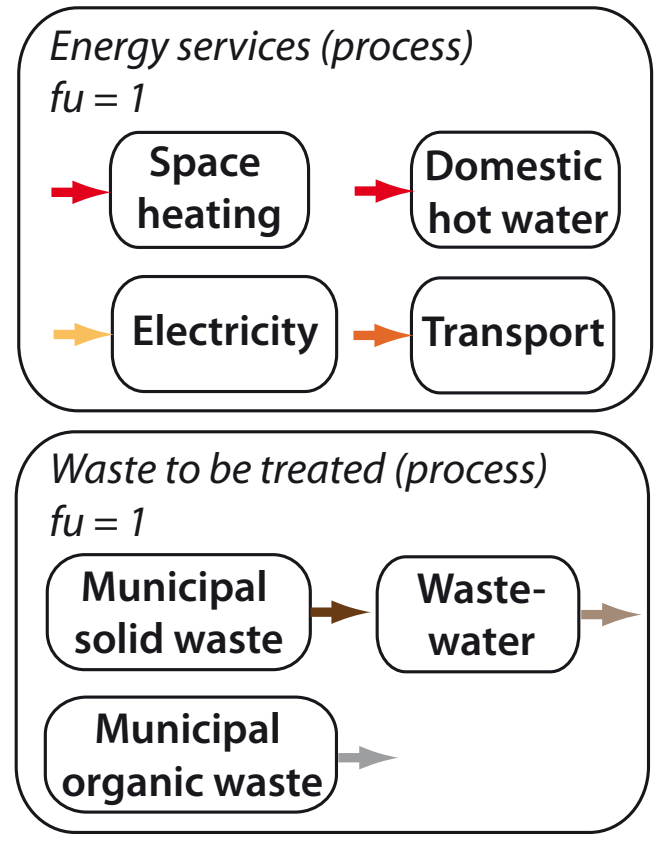 Energy services (process)
fu = 1
Space
heating
Domestic
hot water
Electricity
Transport
Waste to be treated (process)
fu = 1
Municipal
solid waste
Waste-
water
Municipal
organic waste